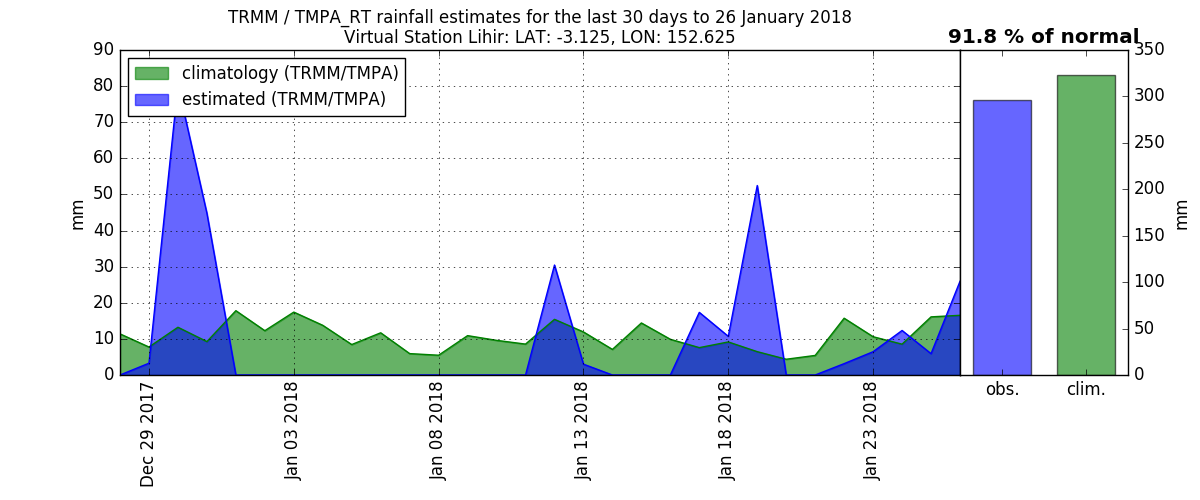 TRMM / TMPA_RT rainfall estimates for the last 30 days to 26 January 2018
Virtual Station Lihir: LAT: -3.125, LON: 152.625
91.8 % of normal
climatology (TRMM/TMPA)
estimated (TRMM/TMPA)
90
80
70
60
50
40
30
20
10
0
mm
Dec 29 2017
Jan 03 2018
Jan 08 2018
Jan 13 2018
Jan 18 2018
Jan 23 2018
obs.
clim.
350
300
250
200
150
100
50
0
mm